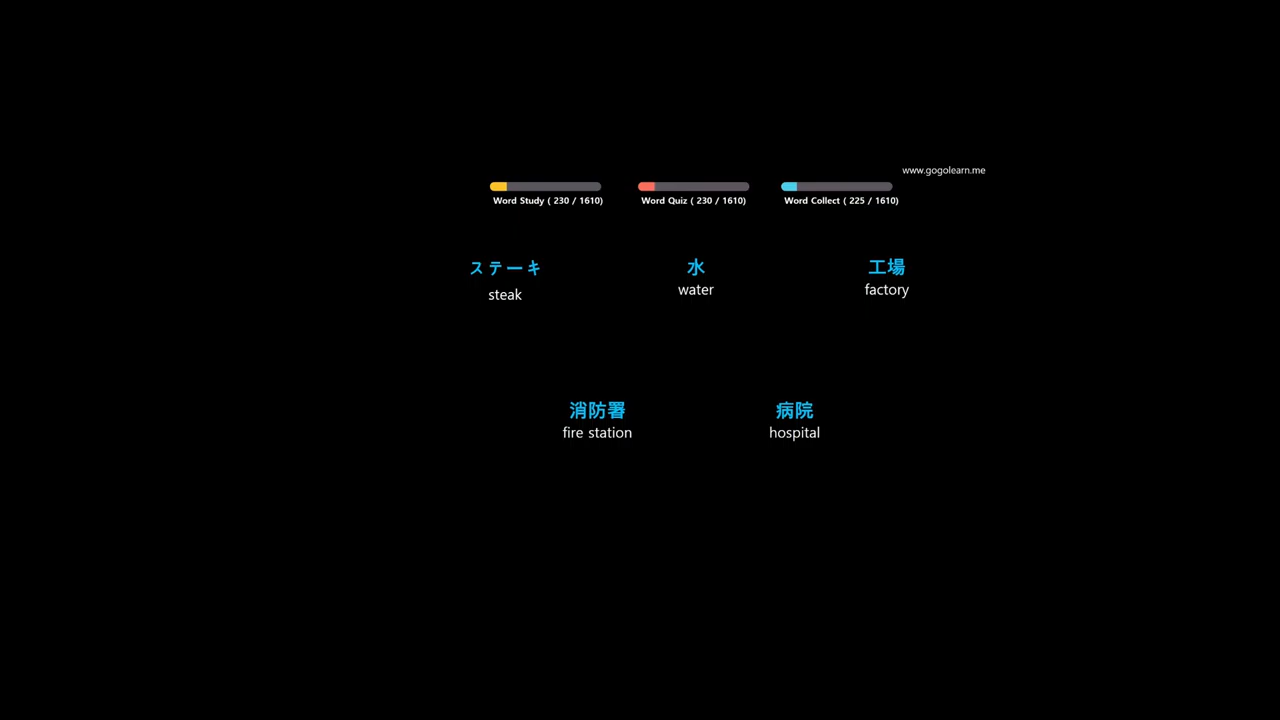 www.gogolearn.me
Word Study ( 230 / 1610)
Word Quiz ( 230 / 1610)
Word Collect ( 225 / 1610)
ステーキ
steak
水
water
工場
factory
消防署
fire station
病院
hospital